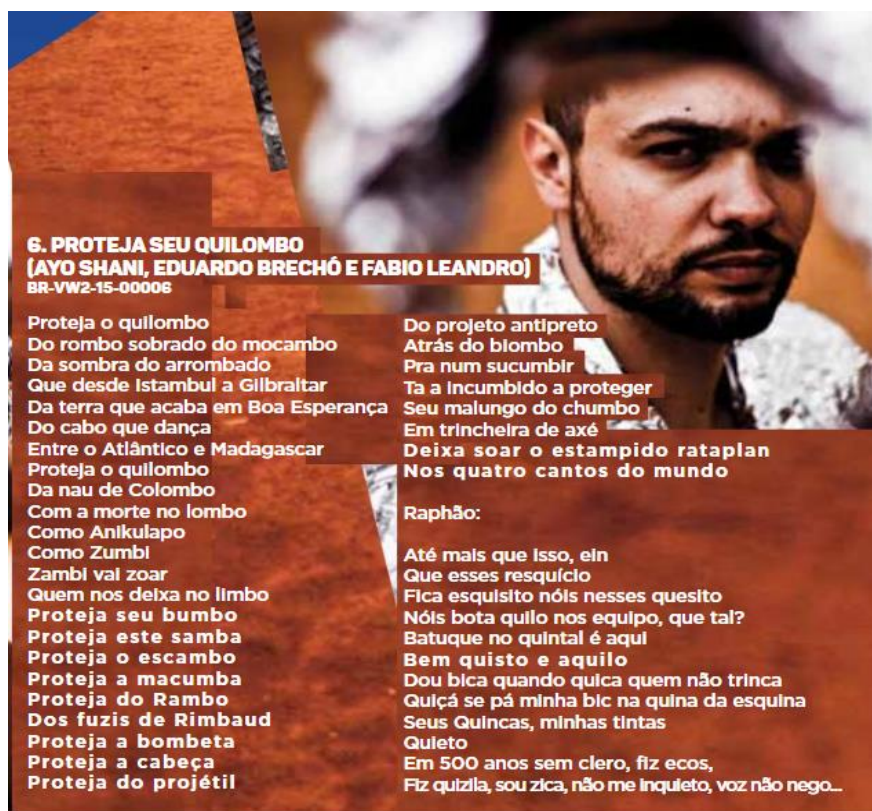 6. PROTEJA SEU QUILOMBO
(AYO SHANI, EDUARDO BRECHÓ E FABIO LEANDRO)
BR-VW2-15-00006
Proteja o quilombo
Do rombo sobrado do mocambo
Da sombra do arrombado
Que desde Istambul a Gilbraltar
Da terra que acaba em Boa Esperança
Do cabo que dança
Entre o Atlântico e Madagascar
Proteja o quilombo
Da nau de Colombo
Com a morte no lombo
Como Anikulapo
Como Zumbi
Zambi vai zoar
Quem nos deixa no limbo
Proteja seu bumbo
Proteja este samba
Proteja o escambo
Proteja a macumba
Proteja do Rambo
Dos fuzis de Rimbaud
Proteja a bombeta
Proteja a cabeça
Proteja do projétil
Do projeto antipreto
Atrás do biombo
Pra num sucumbir
Ta a incumbido a proteger
Seu malungo do chumbo
Em trincheira de axé
Deixa soar o estampido rataplan
Nos quatro cantos do mundo
Raphão:
Até mais que isso, ein
Que esses resquício
Fica esquisito nóis nesses quesito
Nóis bota quilo nos equipo, que tal?
Batuque no quintal é aqui
Bem quisto e aquilo
Dou bica quando quica quem não trinca
Quiçá se pá minha bic na quina da esquina
Seus Quincas, minhas tintas
Quieto
Em 500 anos sem clero, fiz ecos,
Fiz quizila, sou zica, não me inquieto, voz não nego...